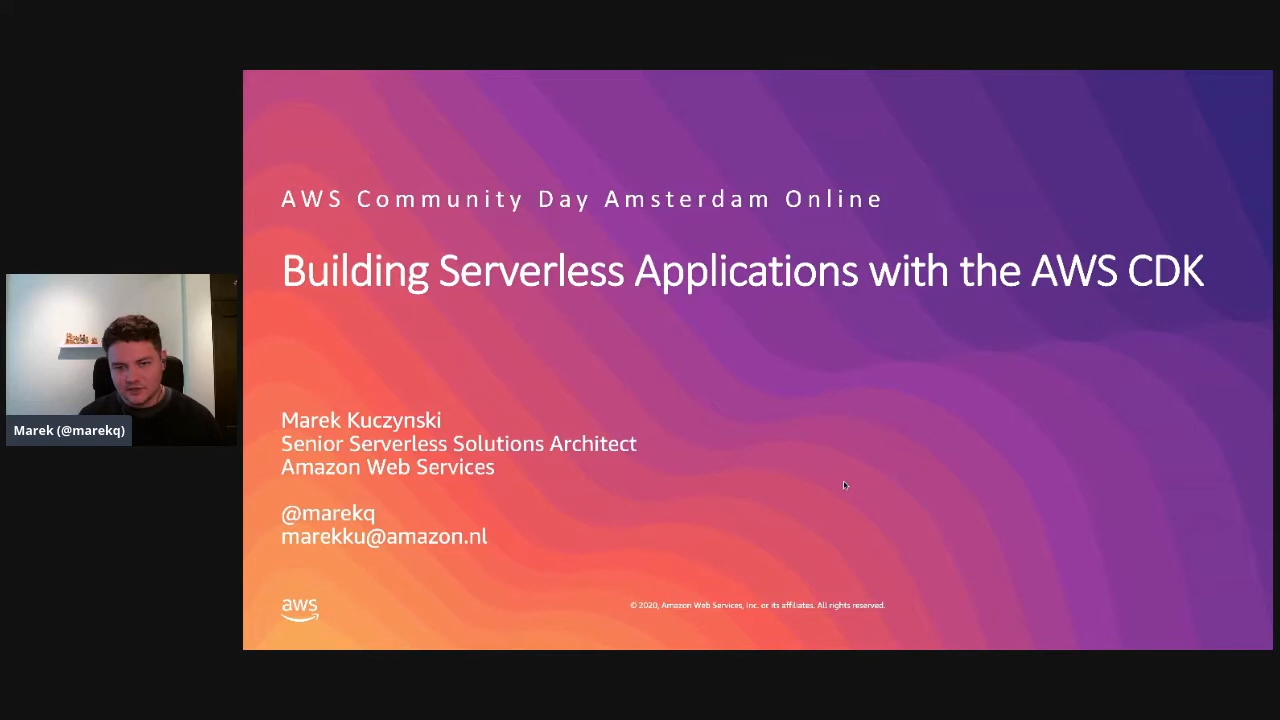 AWS Community Day Amsterdam Online
Building Serverless Applications with the AWS CDK
Marek (@marekq)
Marek Kuczynski
Senior Serverless Solutions Architect
Amazon Web Services
@marekq
marekku@amazon.nl
aws
© 2020, Amazon Web Services, Inc. or its affiliates. All rights reserved.